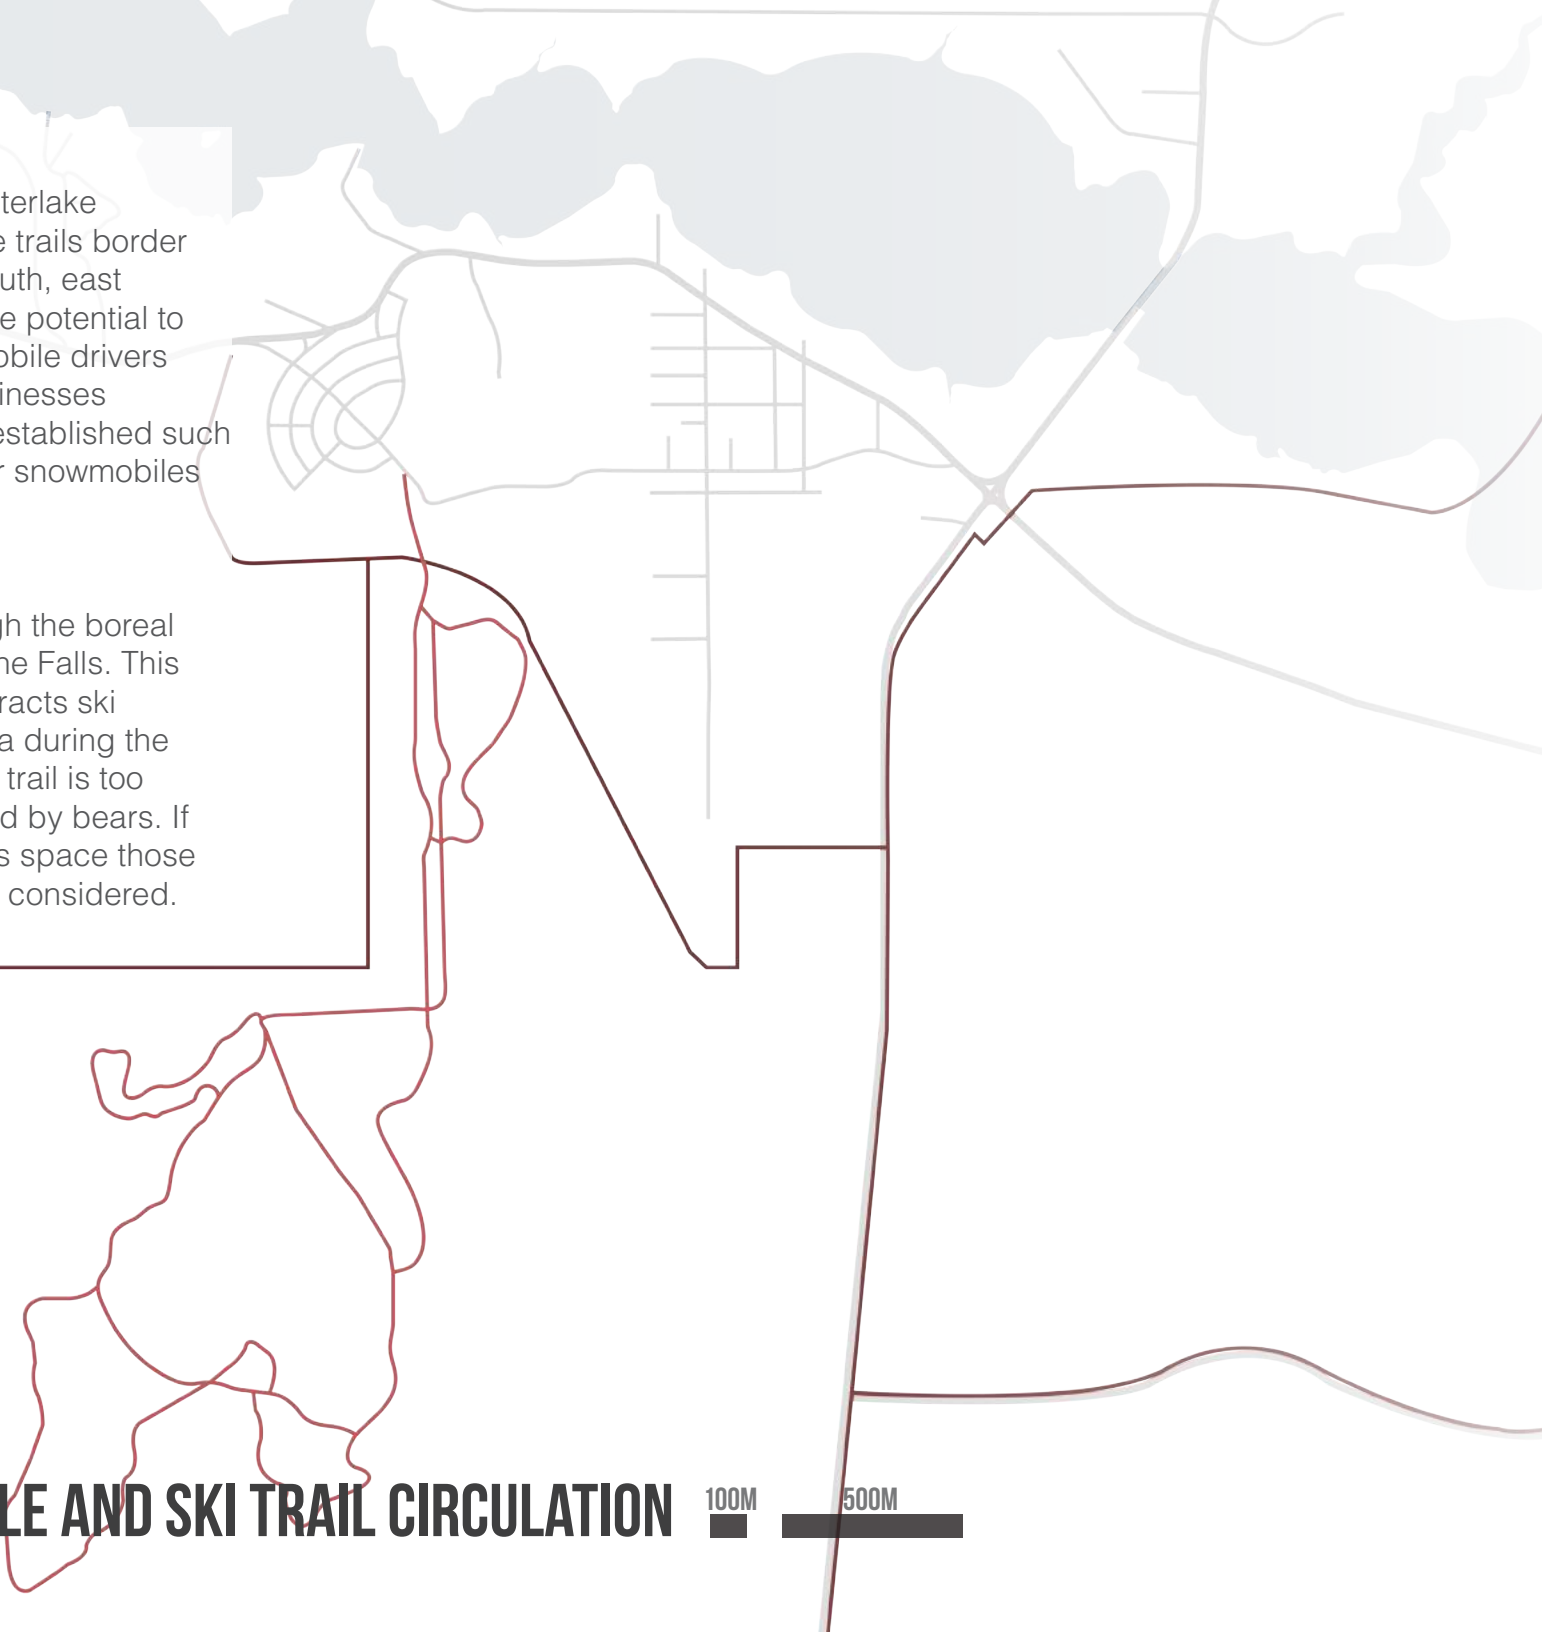 terlake
e trails border
uth, east
e potential to
obile drivers
inesses
established such
r snowmobiles
gh the boreal
ne Falls. This
racts ski
a during the
trail is too
d by bears. If
s space those
considered.
LE AND SKI TRAIL CIRCULATION
100M
500M